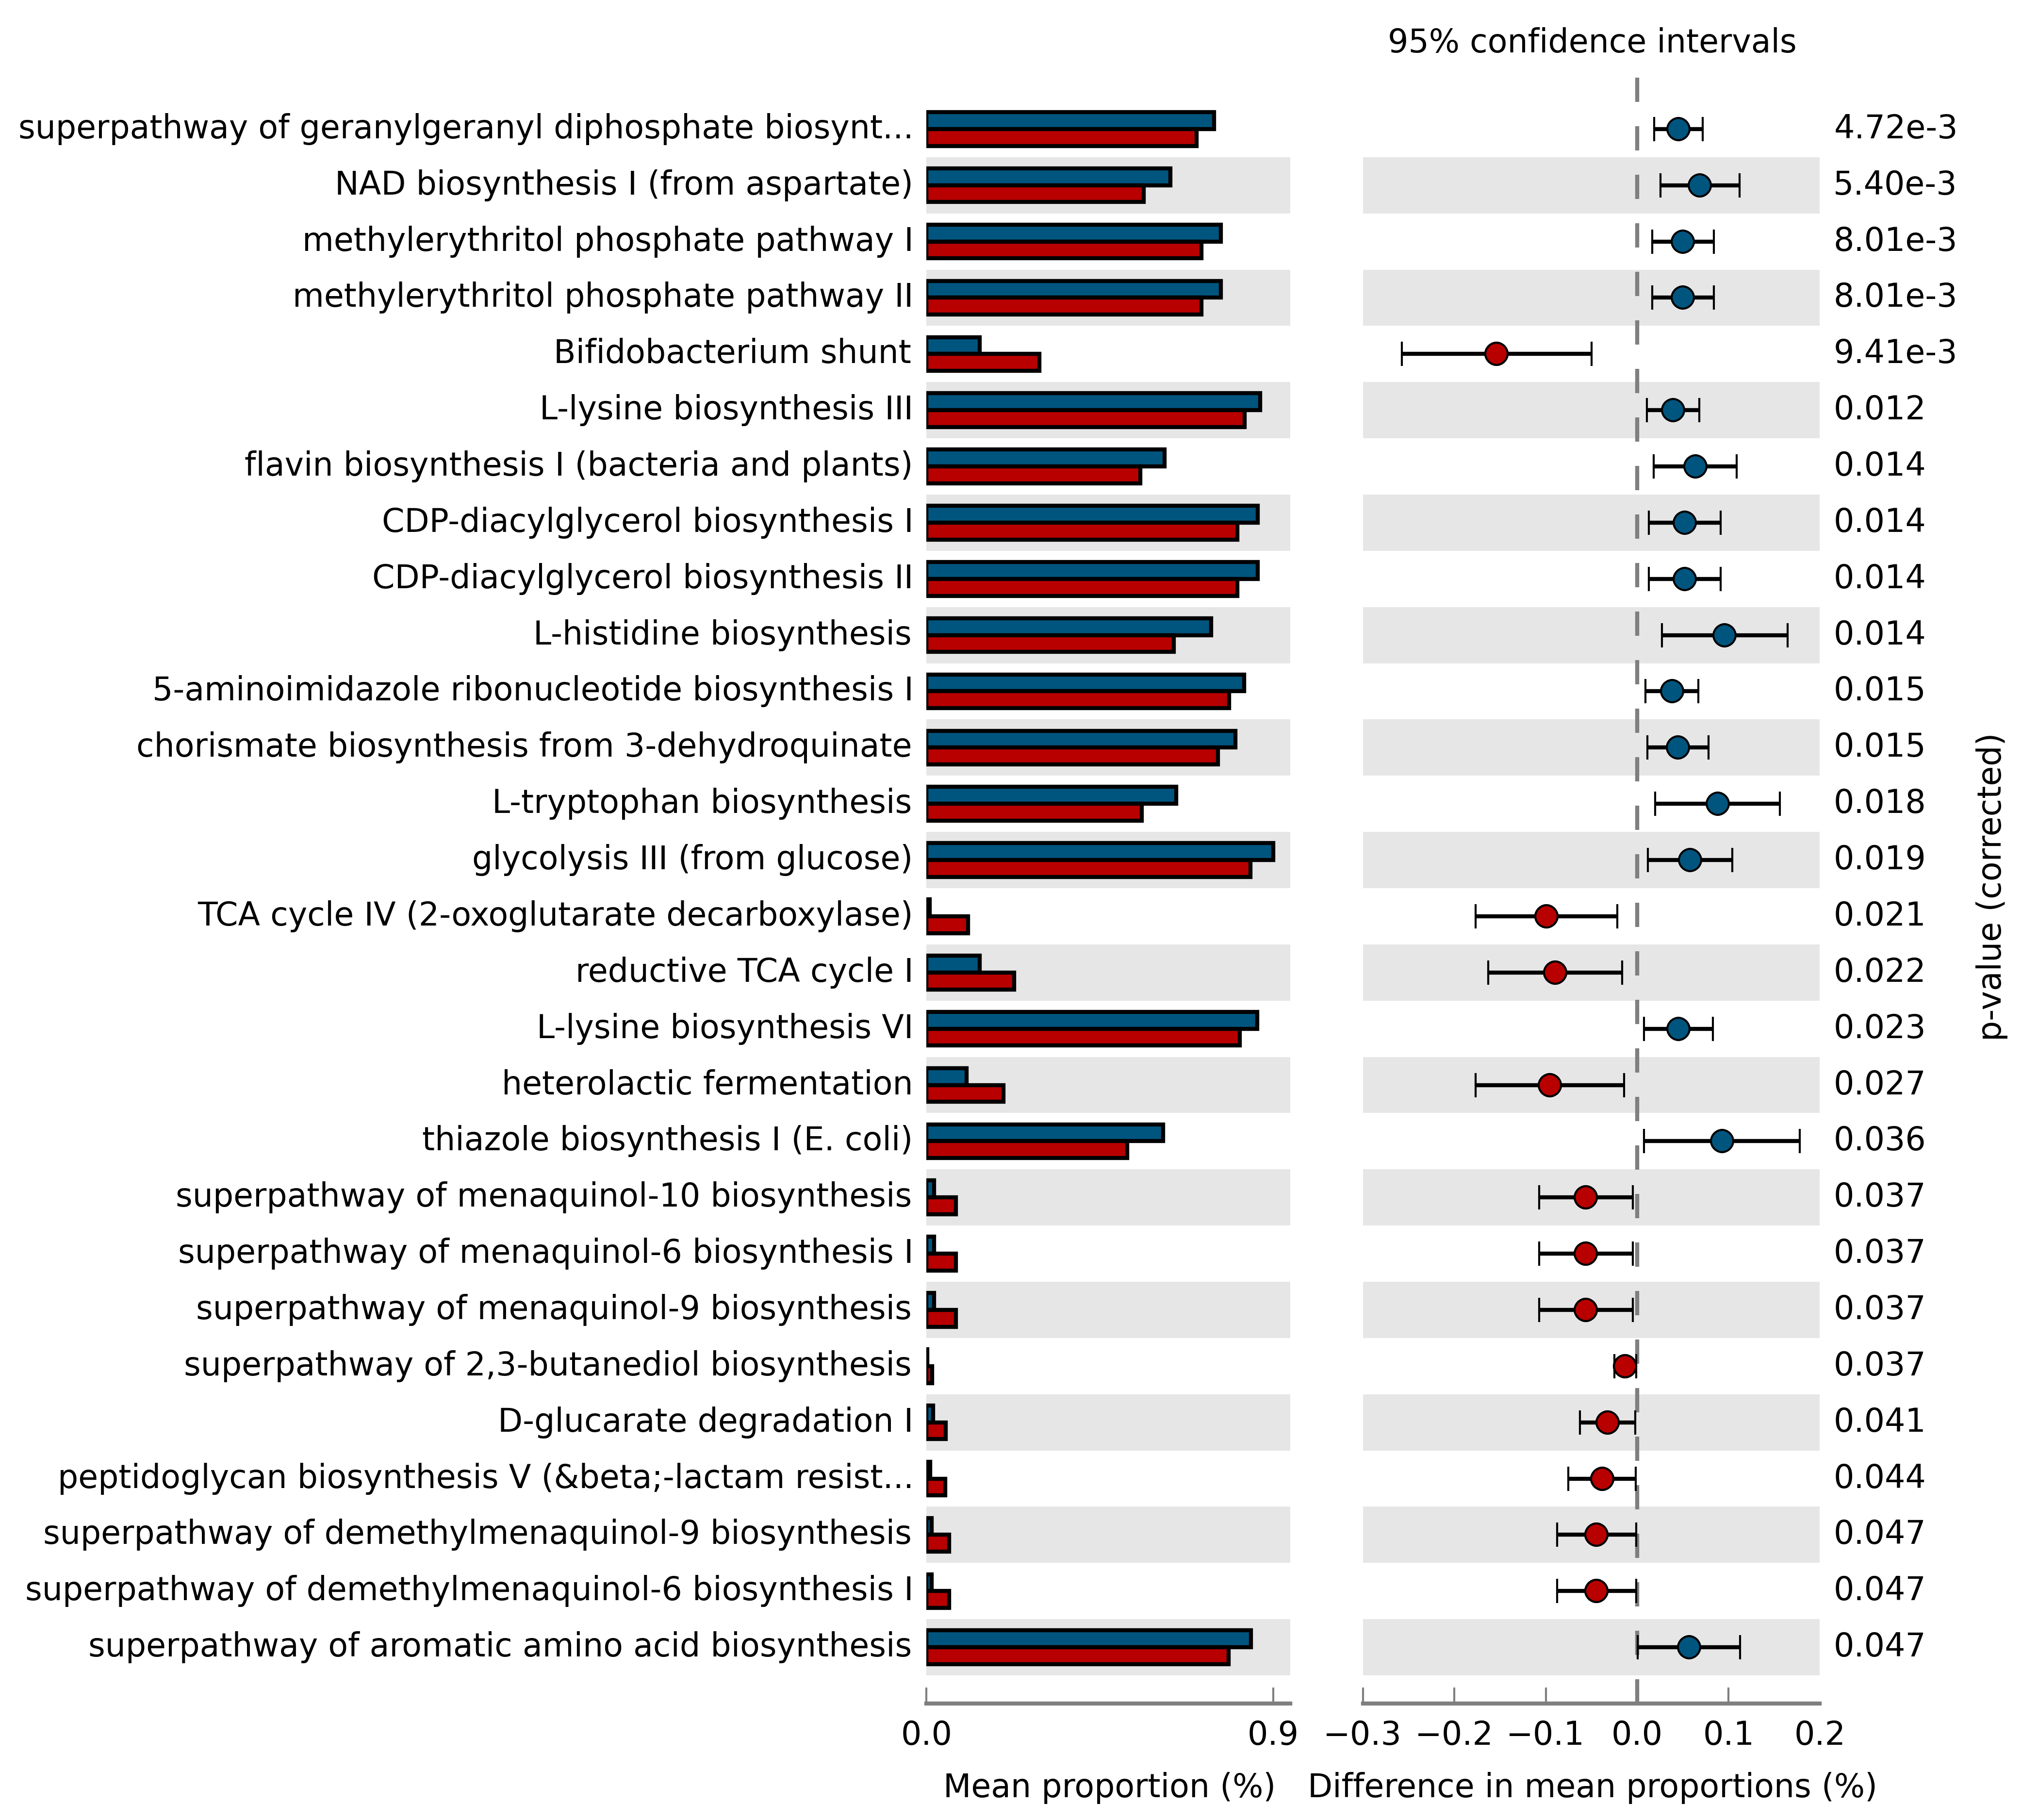 95% confidence intervals
superpathway of geranylgeranyl diphosphate biosynt... 4.72e-3
NAD biosynthesis I (from aspartate) 5.40e-3
methylerythritol phosphate pathway I 8.01e-3
methylerythritol phosphate pathway II 8.01e-3
Bifidobacterium shunt 9.41e-3
L-lysine biosynthesis III 0.012
flavin biosynthesis I (bacteria and plants) 0.014
CDP-diacylglycerol biosynthesis I 0.014
CDP-diacylglycerol biosynthesis II 0.014
L-histidine biosynthesis 0.014
5-aminoimidazole ribonucleotide biosynthesis I 0.015
chorismate biosynthesis from 3-dehydroquinate 0.015
L-tryptophan biosynthesis 0.018
glycolysis III (from glucose) 0.019
TCA cycle IV (2-oxoglutarate decarboxylase) 0.021
reductive TCA cycle I 0.022
L-lysine biosynthesis VI 0.023
heterolactic fermentation 0.027
thiazole biosynthesis I (E. coli) 0.036
superpathway of menaquinol-10 biosynthesis 0.037
superpathway of menaquinol-6 biosynthesis I 0.037
superpathway of menaquinol-9 biosynthesis 0.037
superpathway of 2,3-butanediol biosynthesis 0.037
D-glucarate degradation I 0.041
peptidoglycan biosynthesis V (&beta;-lactam resist... 0.044
superpathway of demethylmenaquinol-9 biosynthesis 0.047
superpathway of demethylmenaquinol-6 biosynthesis I 0.047
superpathway of aromatic amino acid biosynthesis 0.047
p-value (corrected)
0.0 0.9 −0.3 −0.2 −0.1 0.0 0.1 0.2
Mean proportion (%) Difference in mean proportions (%)